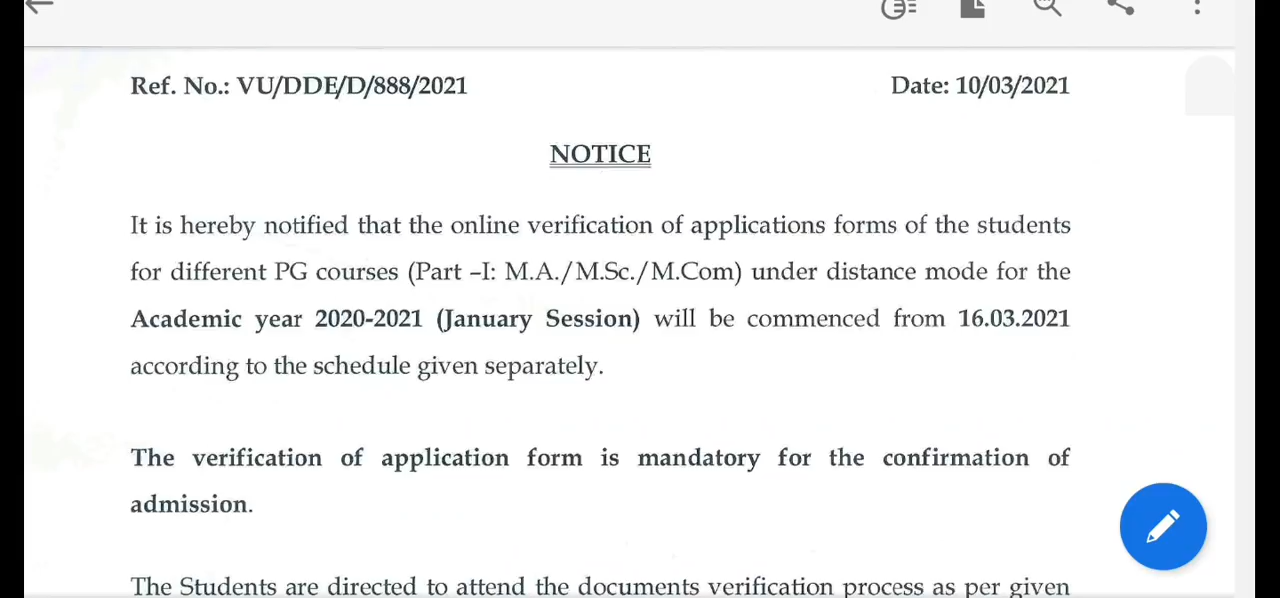 Ref. No.: VU/DDE/D/888/2021 Date: 10/03/2021
NOTICE
It is hereby notified that the online verification of applications forms of the students
for different PG courses (Part –I: M.A./M.Sc./M.Com) under distance mode for the
Academic year 2020-2021 (January Session) will be commenced from 16.03.2021
according to the schedule given separately.
The verification of application form is mandatory for the confirmation of
admission.
The Students are directed to attend the documents verification process as per given